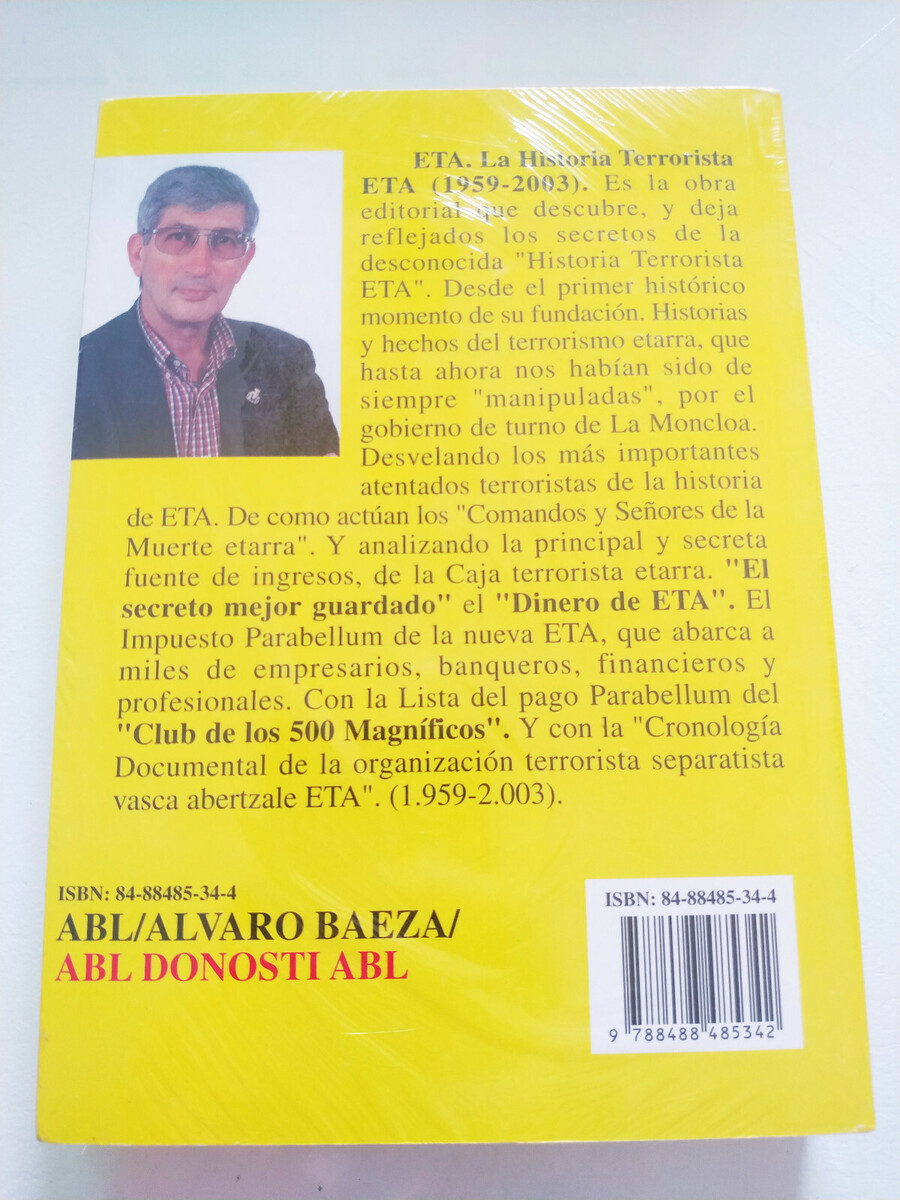 ETA. La Historia Terrorista
ETA (1959-2003). Es la obra
editorial que descubre, y deja
reflejados los secretos de la
desconocida "Historia Terrorista
ETA". Desde el primer histórico
momento de su fundación. Historias
y hechos del terrorismo etarra, que
hasta ahora nos habían sido de
siempre "manipuladas", por el
gobierno de turno de La Moncloa.
Desvelando los más importantes
atentados terroristas de la historia
de ETA. De como actúan los "Comandos y Señores de la
Muerte etarra". Y analizando la principal y secreta
fuente de ingresos, de la Caja terrorista etarra. "El
secreto mejor guardado" el "Dinero de ETA". El
Impuesto Parabellum de la nueva ETA, que abarca a
miles de empresarios, banqueros, financieros y
profesionales. Con la Lista del pago Parabellum del
"Club de los 500 Magníficos". Y con la "Cronología
Documental de la organización terrorista separatista
vasca abertzale ETA". (1.959-2.003).
ISBN: 84-88485-34-4
ABL/ALVARO BAEZA/
ABL DONOSTI ABL
ISBN: 84-88485-34-4
9 788488 485342